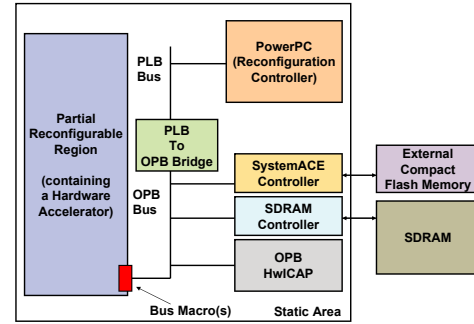 PLB
Bus
PowerPC
(Reconfiguration
Controller)
Partial
Reconfigurable
Region
(containing
a Hardware
Accelerator)
PLB
To
OPB Bridge
OPB
Bus
SystemACE
Controller
External
Compact
Flash Memory
SDRAM
Controller
SDRAM
OPB
HwICAP
Bus Macro(s)
Static Area